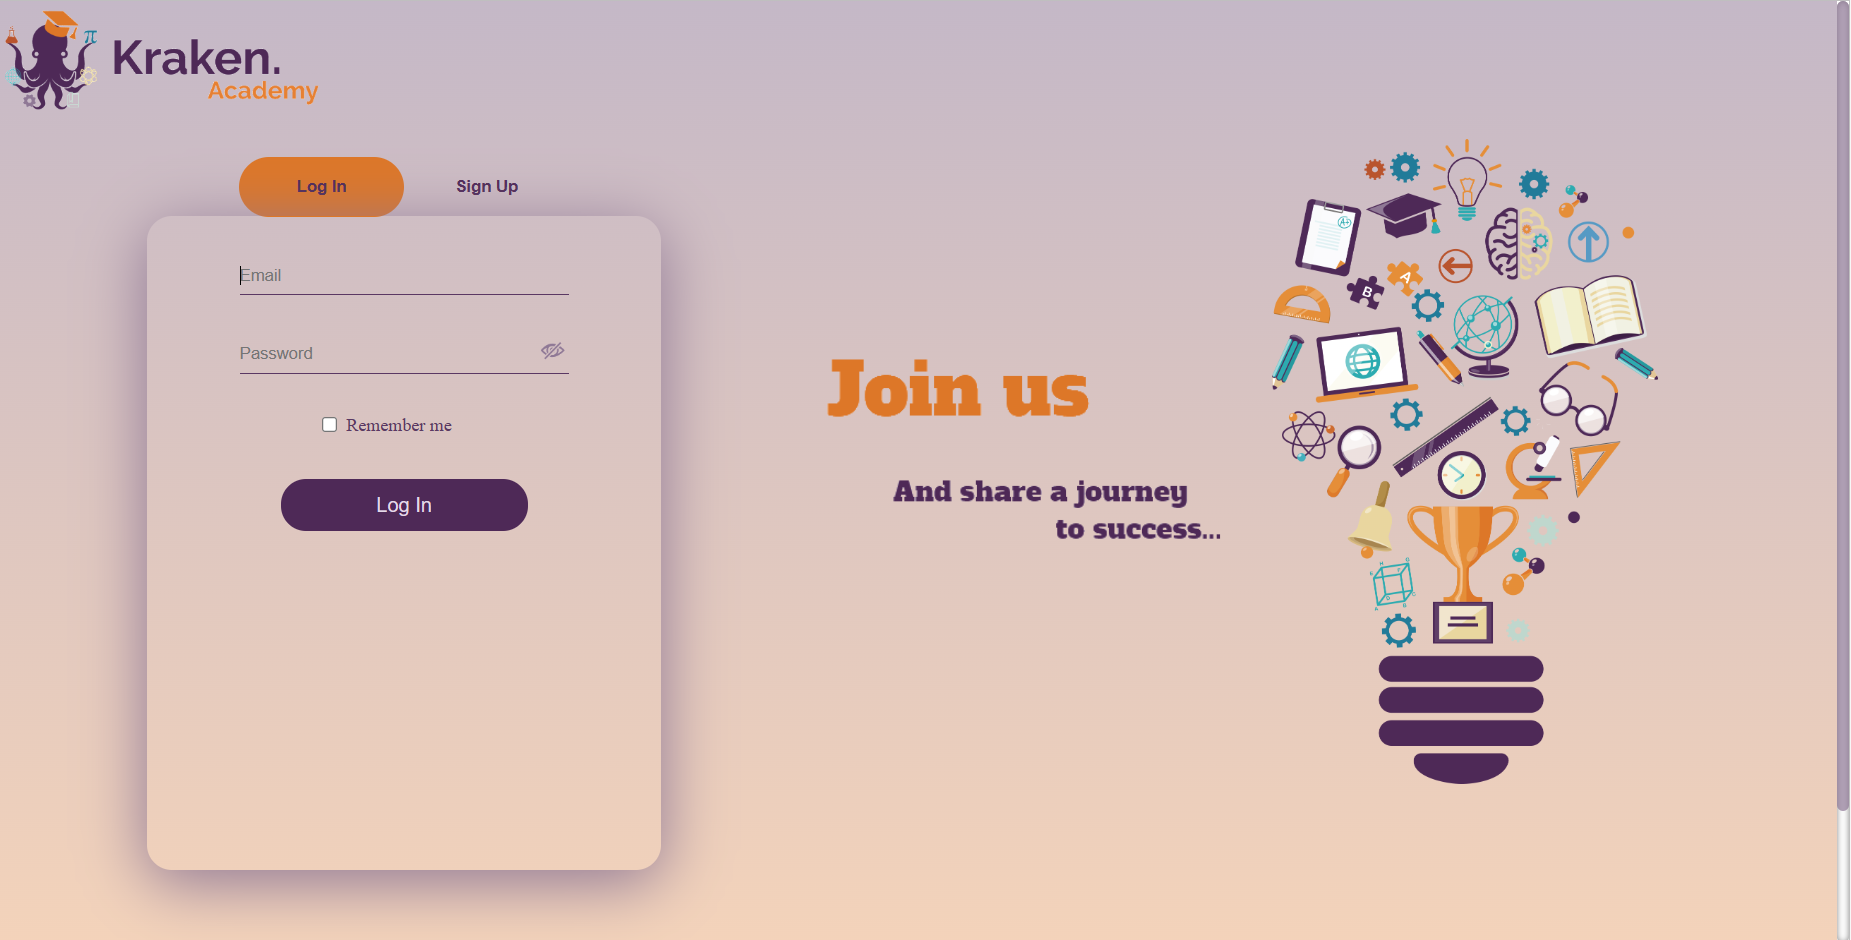 Kraken.
Academy
Log In
Sign Up
Email
Password
Remember me
Log In
Join us
And share a journey
to success...
A+
A
B
π